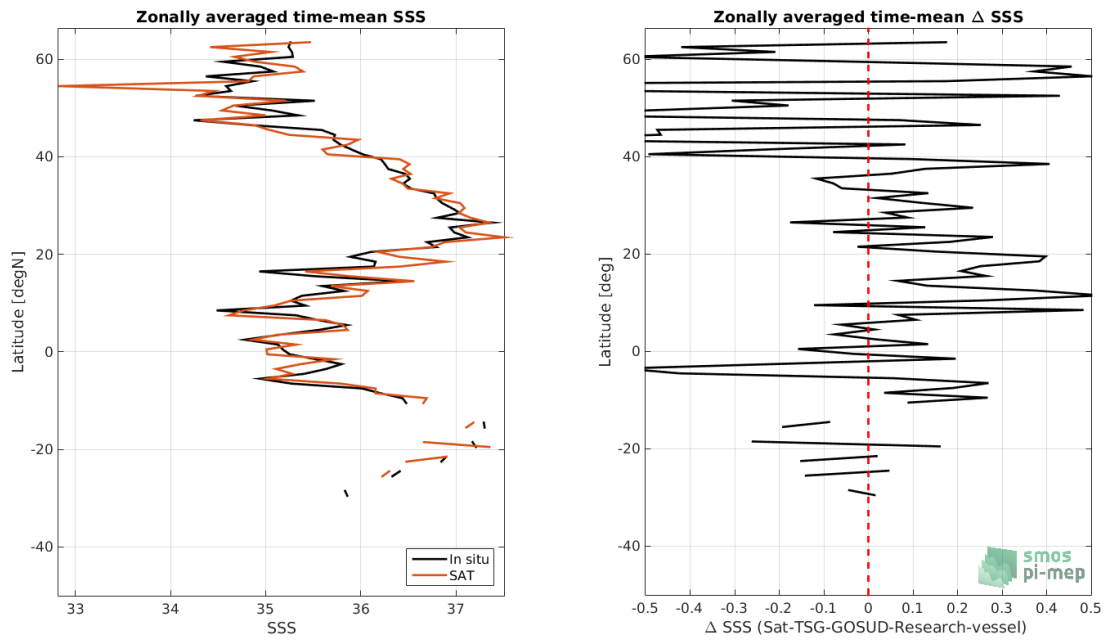 Zonally averaged time-mean SSS
60
40
20
0
-20
-40
33
34
35
36
37
Latitude [degN]
SSS
In situ
SAT
Zonally averaged time-mean Δ SSS
60
40
20
0
-20
-40
-0.5
-0.4
-0.3
-0.2
-0.1
0
0.1
0.2
0.3
0.4
0.5
Latitude [deg]
Δ SSS (Sat-TSG-GOSUD-Research-vessel)
smos
pi-mep